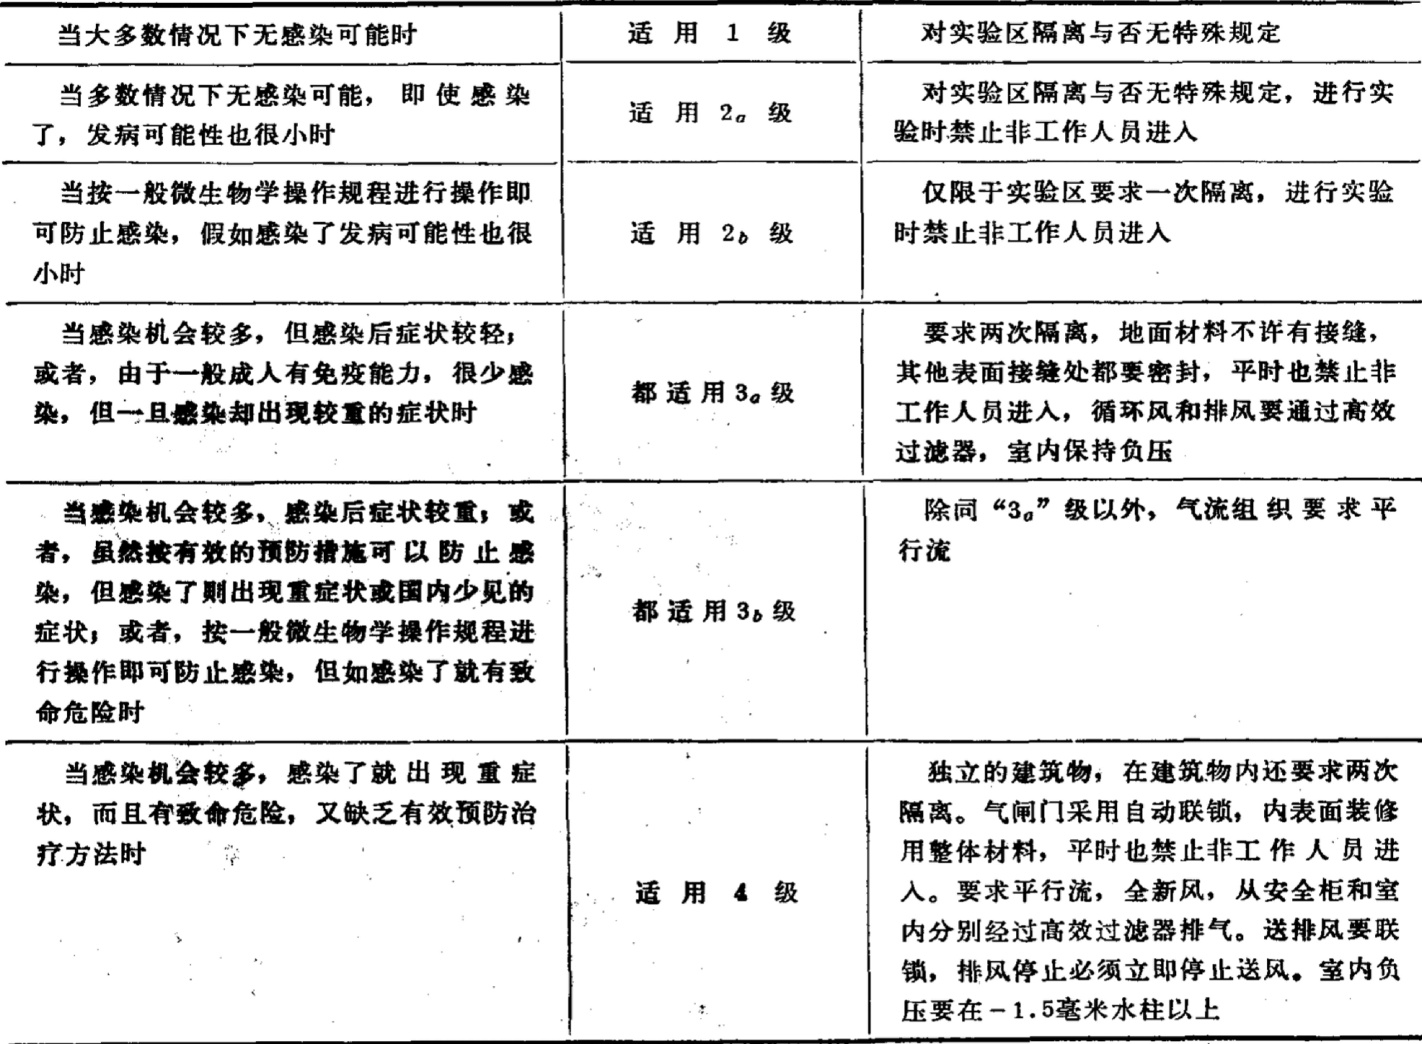 当大多数情况下无感染可能时
适用1级
对实验区隔离与否无特殊规定
当多数情况下无感染可能，即使感染
了，发病可能性也很小时
适用2a级
对实验区隔离与否无特殊规定，进行实
验时禁止非工作人员进入
当按一般微生物学操作规程进行操作即
可防止感染，假如感染了发病可能性也很
小时
适用2b级
仅限于实验区要求一次隔离，进行实验
时禁止非工作人员进入
当感染机会较多，但感染后症状较轻；
或者，由于一般成人有免疫能力，很少感
染，但一旦感染却出现较重的症状时
都适用3a级
要求两次隔离，地面材料不许有接缝，
其他表面接缝处都要密封，平时也禁止非
工作人员进入，循环风和排风要通过高效
过滤器，室内保持负压
当感染机会较多，感染后症状较重；或
者，虽然按有效的预防措施可以防止感
染，但感染了则出现重症状或国内少见的
症状；或者，按一般微生物学操作规程进
行操作即可防止感染，但如感染了就有致
命危险时
都适用3b级
除同“3a”级以外，气流组织要求平
行流
当感染机会较多，感染了就出现重症
状，而且有致命危险，又缺乏有效预防治
疗方法时
适用4级
独立的建筑物，在建筑物内还要求两次
隔离。气闸门采用自动联锁，内表面装修
用整体材料，平时也禁止非工作人员进
入。要求平行流，全新风，从安全柜和室
内分别经过高效过滤器排气。送排风要联
锁，排风停止必须立即停止送风。室内负
压要在－1.5毫米水柱以上